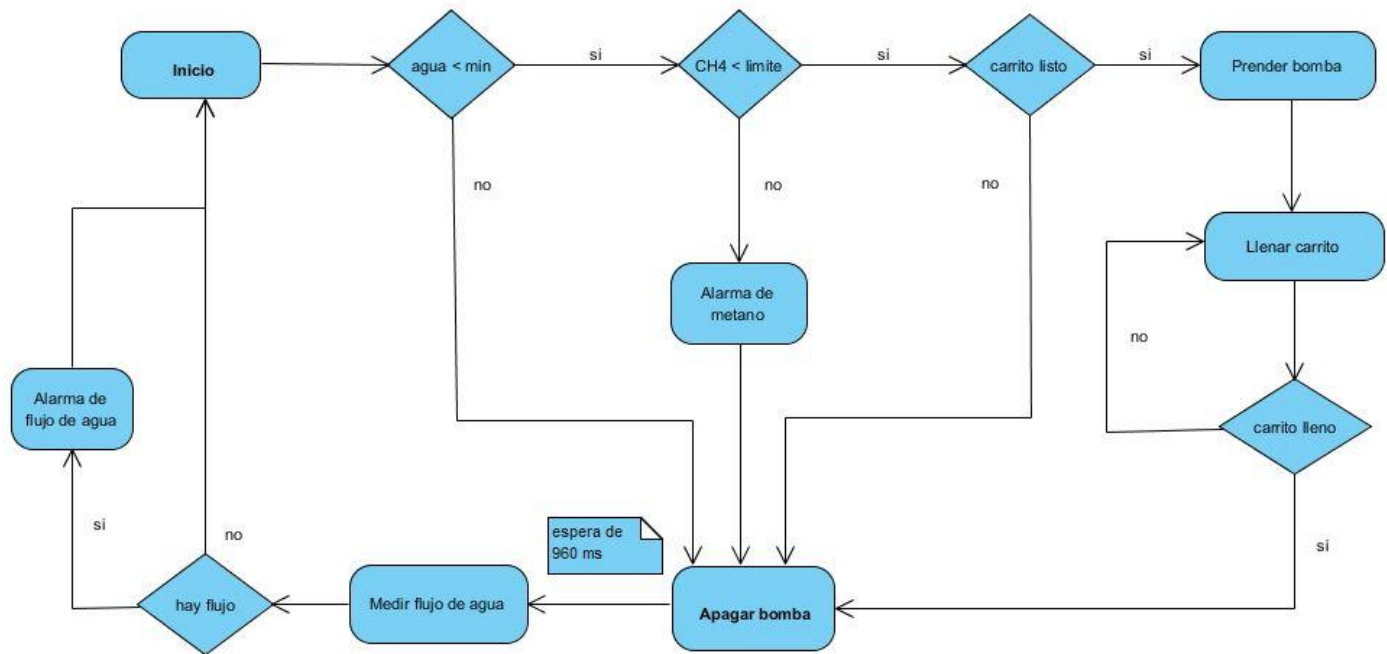 Inicio
agua < min
si
CH4 < limite
si
carrito listo
si
Prender bomba
no
no
no
Llenar carrito
Alarma de
metano
no
Alarma de
flujo de agua
carrito lleno
si
no
espera de
960 ms
si
hay flujo
Medir flujo de agua
Apagar bomba